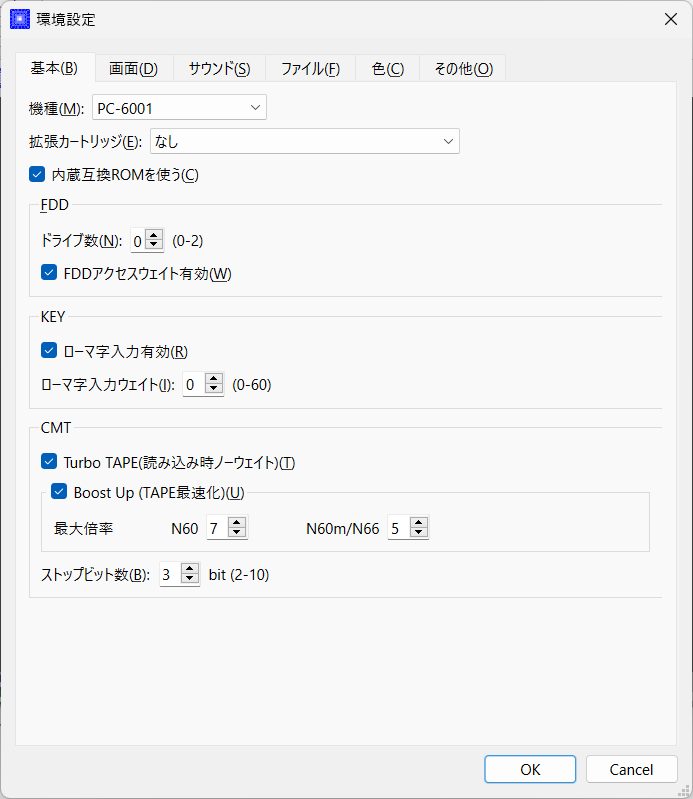 環境設定
基本(B) 画面(D) サウンド(S) ファイル(F) 色(C) その他(O)
機種(M): PC-6001
拡張カートリッジ(E): なし
内蔵互換ROMを使う(C)
FDD
ドライブ数(N): 0 (0-2)
FDDアクセスウェイト有効(W)
KEY
ローマ字入力有効(R)
ローマ字入力ウェイト(I): 0 (0-60)
CMT
Turbo TAPE(読み込み時ノーウェイト)(T)
Boost Up (TAPE最速化)(U)
最大倍率 N60 7 N60m/N66 5
ストップビット数(B): 3 bit (2-10)
OK Cancel